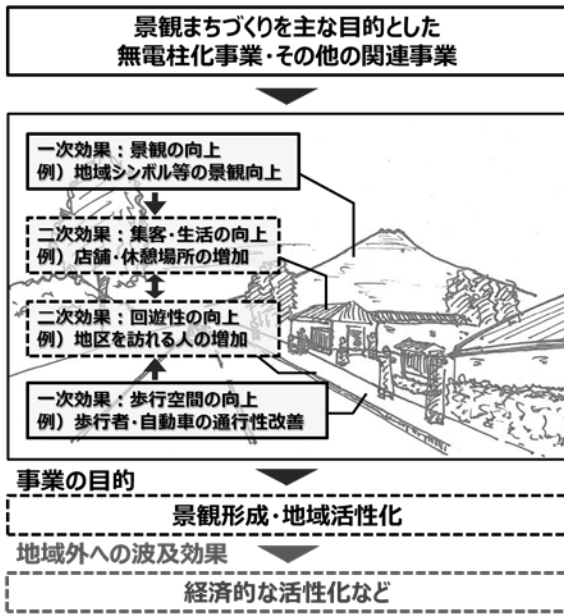 景観まちづくりを主な目的とした
無電柱化事業・その他の関連事業
一次効果：景観の向上
例）地域シンボル等の景観向上
二次効果：集客・生活の向上
例）店舗・休憩場所の増加
二次効果：回遊性の向上
例）地区を訪れる人の増加
一次効果：歩行空間の向上
例）歩行者・自動車の通行性改善
事業の目的
景観形成・地域活性化
地域外への波及効果
経済的な活性化など